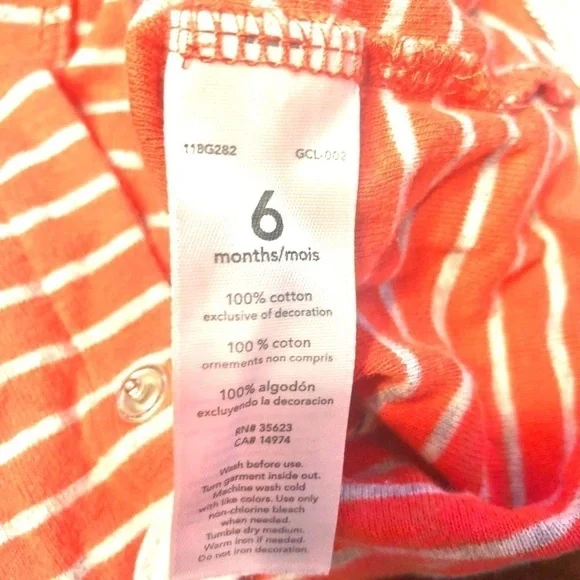 118G282 GCL-002
6
months/mois
100% cotton
exclusive of decoration
100 % coton
ornements non compris
100% algodón
excluyendo la decoracion
RN# 35623
CA# 14974
Wash before use.
Turn garment inside out.
Machine wash cold
with like colors. Use only
non-chlorine bleach
when needed.
Tumble dry medium.
Warm iron if needed.
Do not iron decoration.